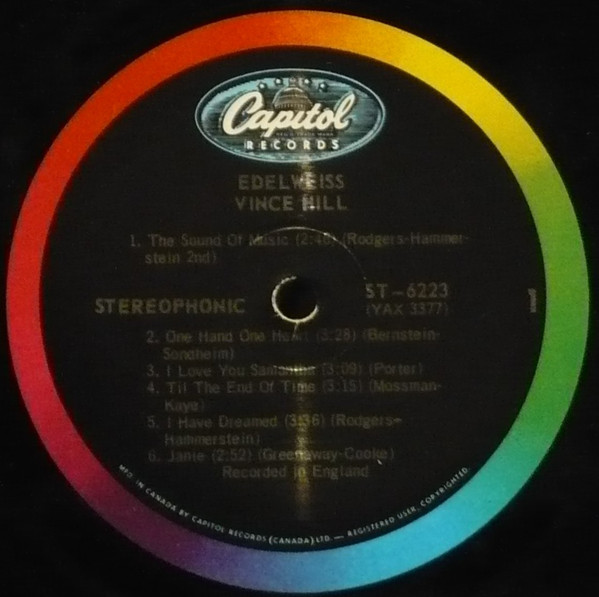 Capitol
RECORDS
EDELWEISS
VINCE HILL
1. The Sound Of Music (2:46) (Rodgers-Hammer-
stein 2nd)
STEREOPHONIC
ST-6223
(YAX 3377)
2. One Hand One Heart (3:28) (Bernstein-
Sondheim)
3. I Love You Samantha (3:09) (Porter)
4. Til The End Of Time (3:15) (Mossman-
Kaye)
5. I Have Dreamed (3:36) (Rodgers-
Hammerstein)
6. Janie (2:52) (Greenaway-Cooke)
Recorded in England
MFD. IN CANADA BY CAPITOL RECORDS (CANADA) LTD. — REGISTERED USER. COPYRIGHTED.